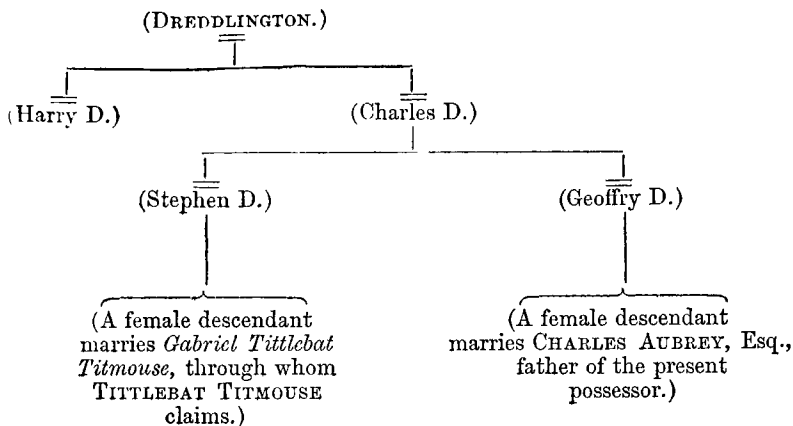 (DREDDLINGTON.)
(Harry D.) (Charles D.)
(Stephen D.) (Geoffry D.)
(A female descendant
marries Gabriel Tittlebat
Titmouse, through whom
TITTLEBAT TITMOUSE
claims.)
(A female descendant
marries CHARLES AUBREY, Esq.,
father of the present
possessor.)